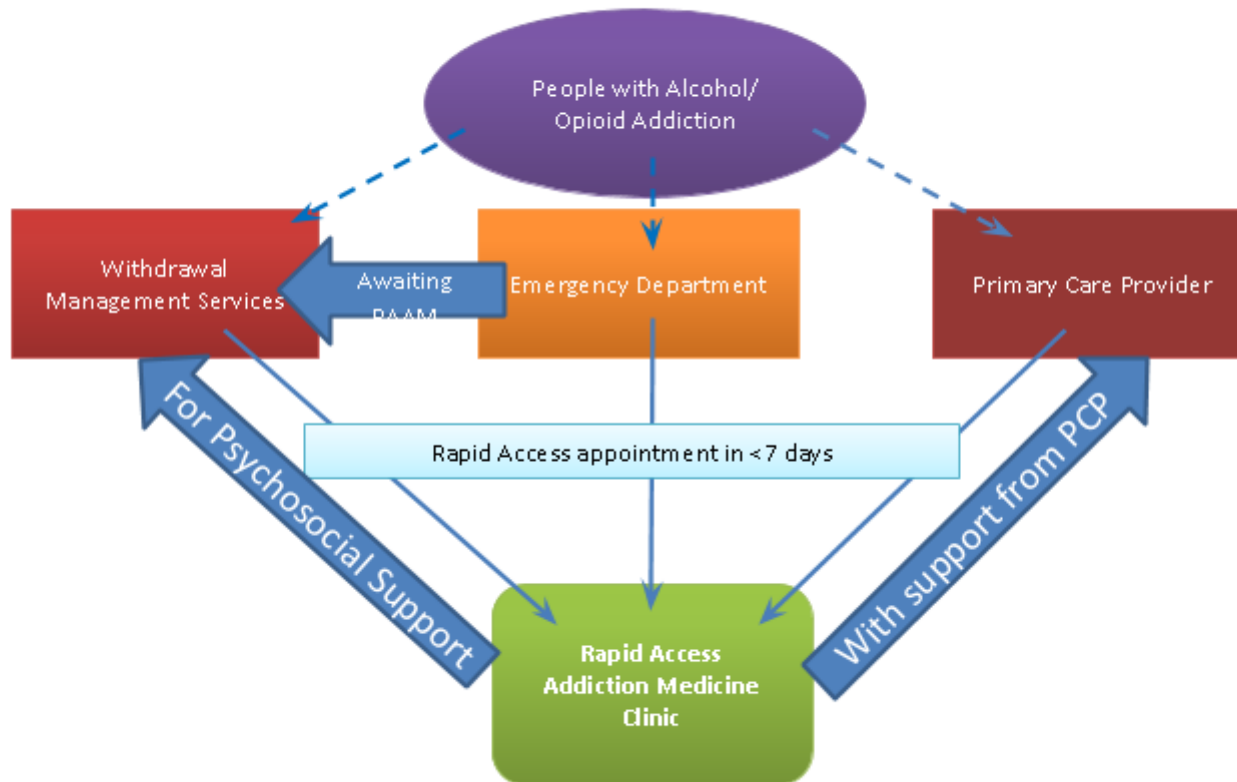 People with Alcohol/
Opioid Addiction
Withdrawal
Management Services
Awaiting
Emergency Department
Primary Care Provider
For Psychosocial Support
Rapid Access appointment in <7 days
With support from PCP
Rapid Access
Addiction Medicine
Clinic